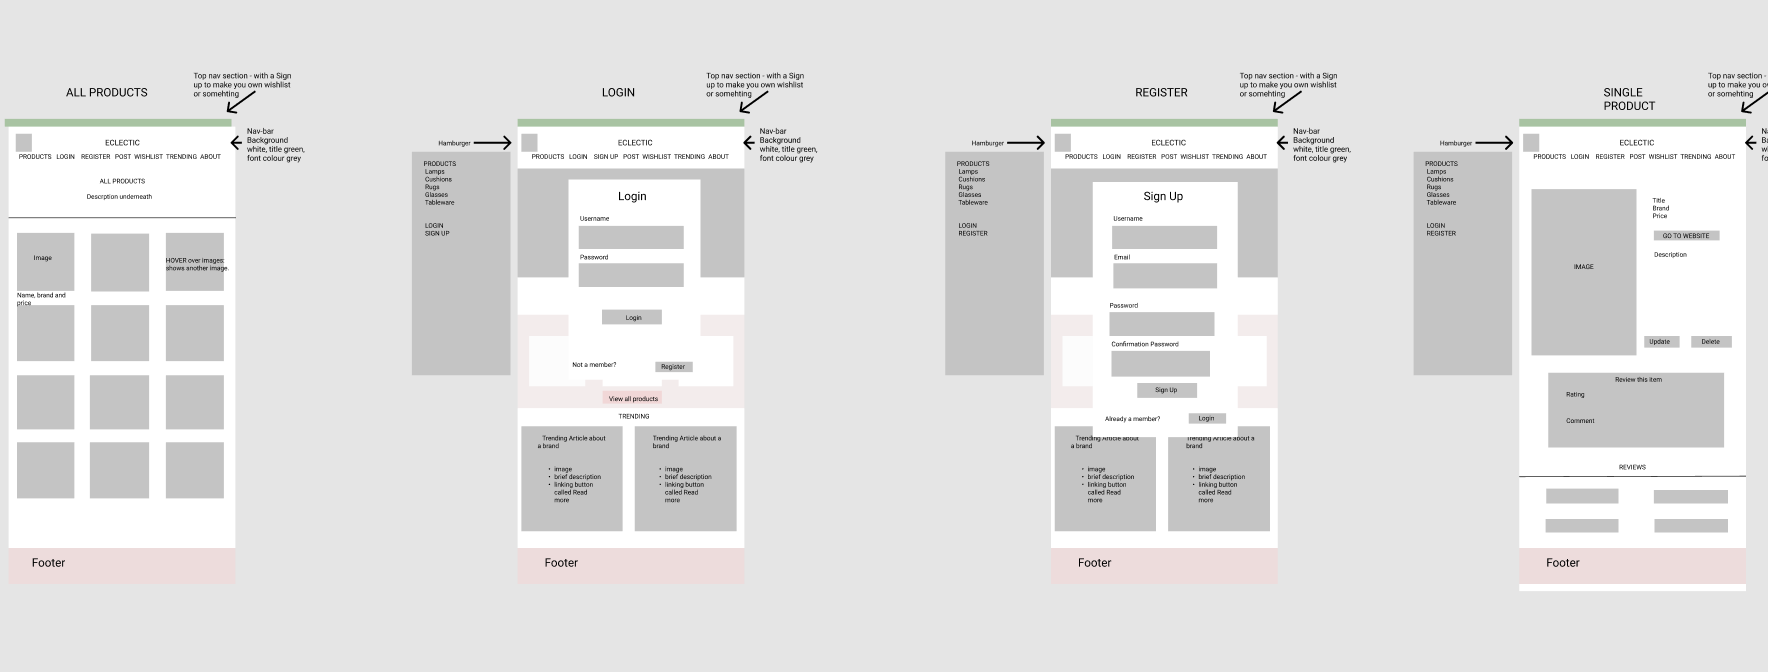 ALL PRODUCTS
Top nav section - with a Sign
up to make you own wishlist
or somehting
ECLECTIC
PRODUCTS LOGIN REGISTER POST WISHLIST TRENDING ABOUT
Nav-bar
Background
white, title green,
font colour grey
ALL PRODUCTS
Descrption underneath
Image
HOVER over images:
shows another image.
Name, brand and
price
Footer
LOGIN
Top nav section - with a Sign
up to make you own wishlist
or somehting
Hamburger
ECLECTIC
PRODUCTS LOGIN SIGN UP POST WISHLIST TRENDING ABOUT
Nav-bar
Background
white, title green,
font colour grey
PRODUCTS
Lamps
Cushions
Rugs
Glasses
Tableware
LOGIN
SIGN UP
Login
Username
Password
Login
Not a member?
Register
View all products
TRENDING
Trending Article about
a brand
• image
• brief description
• linking button
called Read
more
Trending Article about a
brand
• image
• brief description
• linking button
called Read
more
Footer
REGISTER
Top nav section - with a Sign
up to make you own wishlist
or somehting
Hamburger
ECLECTIC
PRODUCTS LOGIN REGISTER POST WISHLIST TRENDING ABOUT
Nav-bar
Background
white, title green,
font colour grey
PRODUCTS
Lamps
Cushions
Rugs
Glasses
Tableware
LOGIN
REGISTER
Sign Up
Username
Email
Password
Confirmation Password
Sign Up
Already a member?
Login
Trending Article about
a brand
• image
• brief description
• linking button
called Read
more
Trending Article about a
brand
• image
• brief description
• linking button
called Read
more
Footer
SINGLE
PRODUCT
Top nav section -
up to make you o
or somehting
Hamburger
ECLECTIC
PRODUCTS LOGIN REGISTER POST WISHLIST TRENDING ABOUT
Na
Ba
wh
fo
PRODUCTS
Lamps
Cushions
Rugs
Glasses
Tableware
LOGIN
REGISTER
IMAGE
Title
Brand
Price
GO TO WEBSITE
Description
Update
Delete
Review this item
Rating
Comment
REVIEWS
Footer